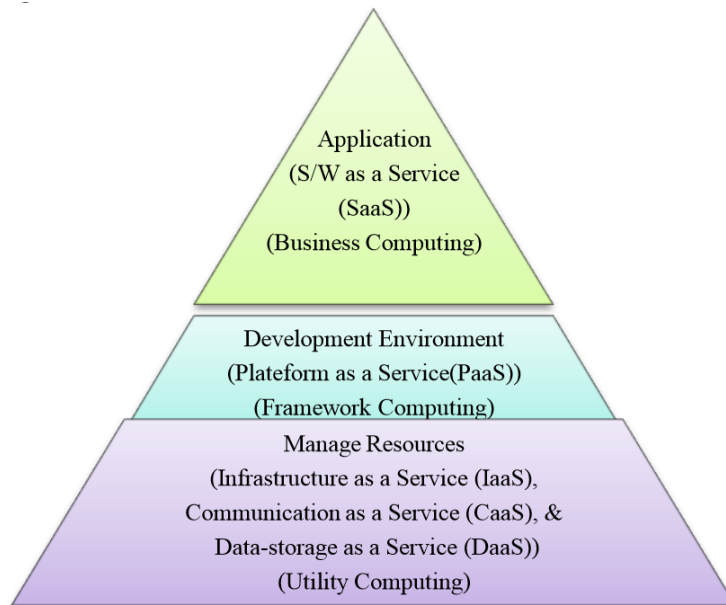 Application
(S/W as a Service
(SaaS))
(Business Computing)
Development Environment
(Plateform as a Service(PaaS))
(Framework Computing)
Manage Resources
(Infrastructure as a Service (IaaS),
Communication as a Service (CaaS), &
Data-storage as a Service (DaaS))
(Utility Computing)